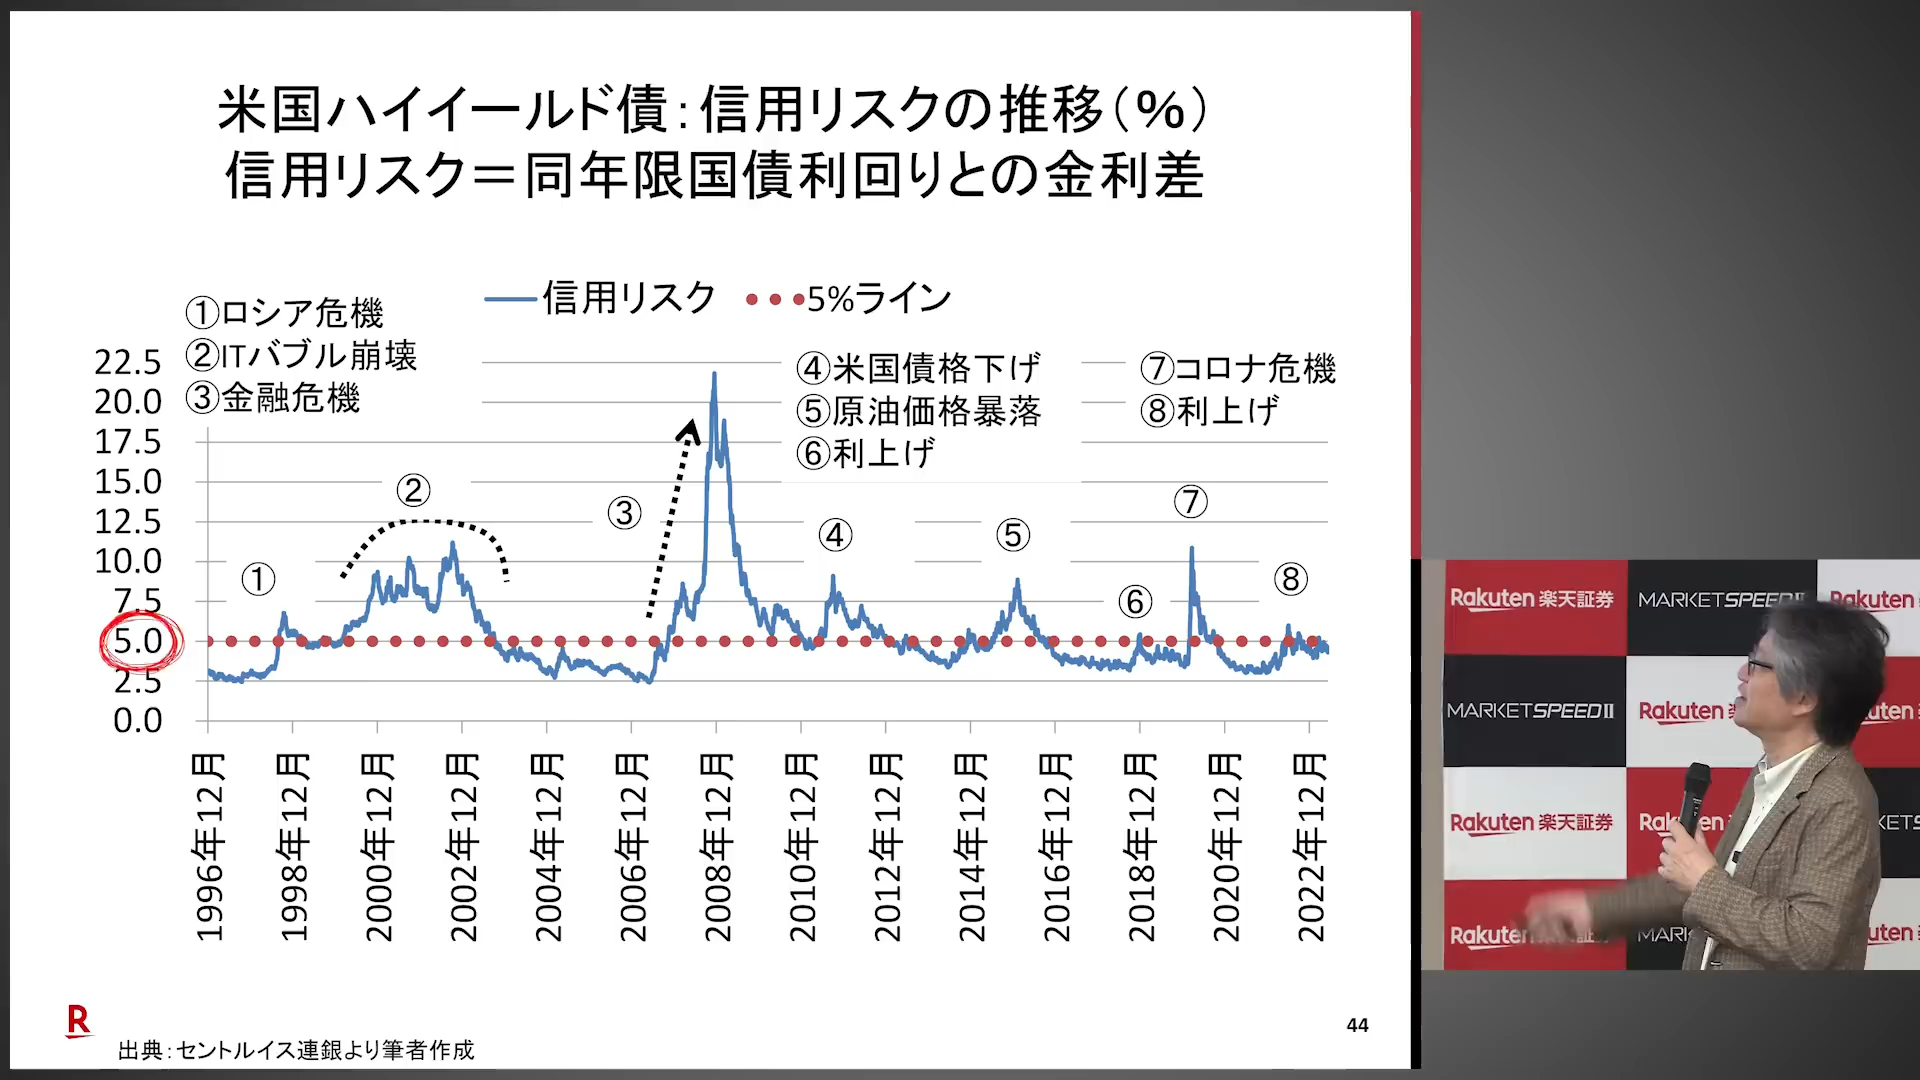 米国ハイイールド債：信用リスクの推移（％）
信用リスク＝同年限国債利回りとの金利差
信用リスク
5%ライン
①ロシア危機
②ITバブル崩壊
③金融危機
④米国債格下げ
⑤原油価格暴落
⑥利上げ
⑦コロナ危機
⑧利上げ
22.5
20.0
17.5
15.0
12.5
10.0
7.5
5.0
2.5
0.0
①
②
③
④
⑤
⑥
⑦
⑧
1996年12月
1998年12月
2000年12月
2002年12月
2004年12月
2006年12月
2008年12月
2010年12月
2012年12月
2014年12月
2016年12月
2018年12月
2020年12月
2022年12月
R
出典：セントルイス連銀より筆者作成
44
Rakuten 楽天証券
MARKETSPEEDⅡ
Rakuten
MARKETSPEEDⅡ
Rakuten 楽
Rakuten 楽天証券
Rakuten